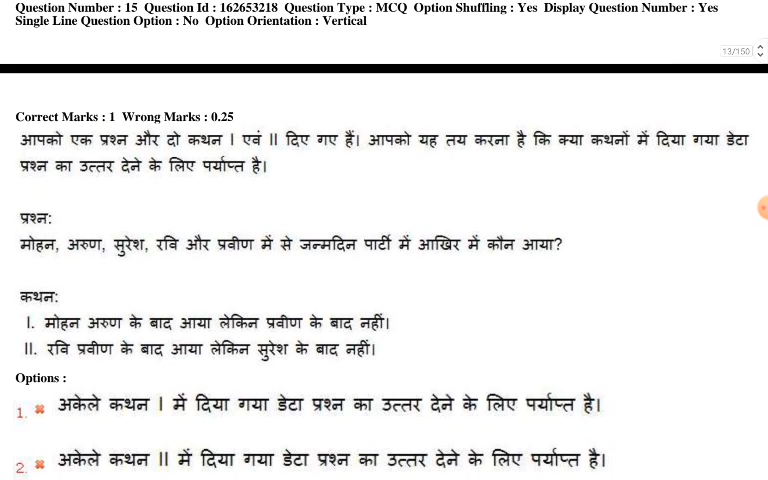 Question Number : 15 Question Id : 162653218 Question Type : MCQ Option Shuffling : Yes Display Question Number : Yes
Single Line Question Option : No Option Orientation : Vertical
13/150
Correct Marks : 1 Wrong Marks : 0.25
आपको एक प्रश्न और दो कथन I एवं II दिए गए हैं। आपको यह तय करना है कि क्या कथनों में दिया गया डेटा
प्रश्न का उत्तर देने के लिए पर्याप्त है।
प्रश्न:
मोहन, अरुण, सुरेश, रवि और प्रवीण में से जन्मदिन पार्टी में आखिर में कौन आया?
कथन:
I. मोहन अरुण के बाद आया लेकिन प्रवीण के बाद नहीं।
II. रवि प्रवीण के बाद आया लेकिन सुरेश के बाद नहीं।
Options :
1. अकेले कथन I में दिया गया डेटा प्रश्न का उत्तर देने के लिए पर्याप्त है।
2. अकेले कथन II में दिया गया डेटा प्रश्न का उत्तर देने के लिए पर्याप्त है।